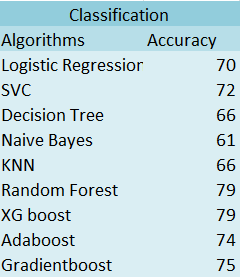 Classification
Algorithms Accuracy
Logistic Regression 70
SVC 72
Decision Tree 66
Naive Bayes 61
KNN 66
Random Forest 79
XG boost 79
Adaboost 74
Gradientboost 75